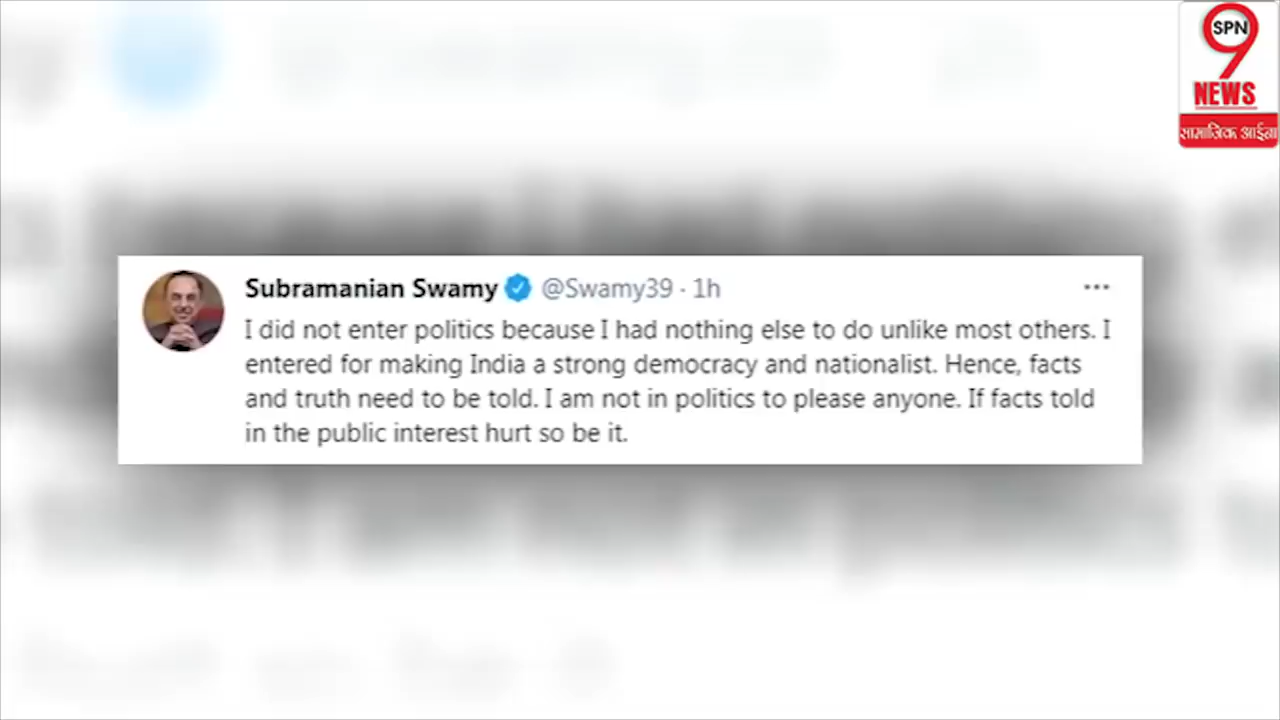 SPN
9
NEWS
सामाजिक आईना
Subramanian Swamy @Swamy39 · 1h
I did not enter politics because I had nothing else to do unlike most others. I
entered for making India a strong democracy and nationalist. Hence, facts
and truth need to be told. I am not in politics to please anyone. If facts told
in the public interest hurt so be it.